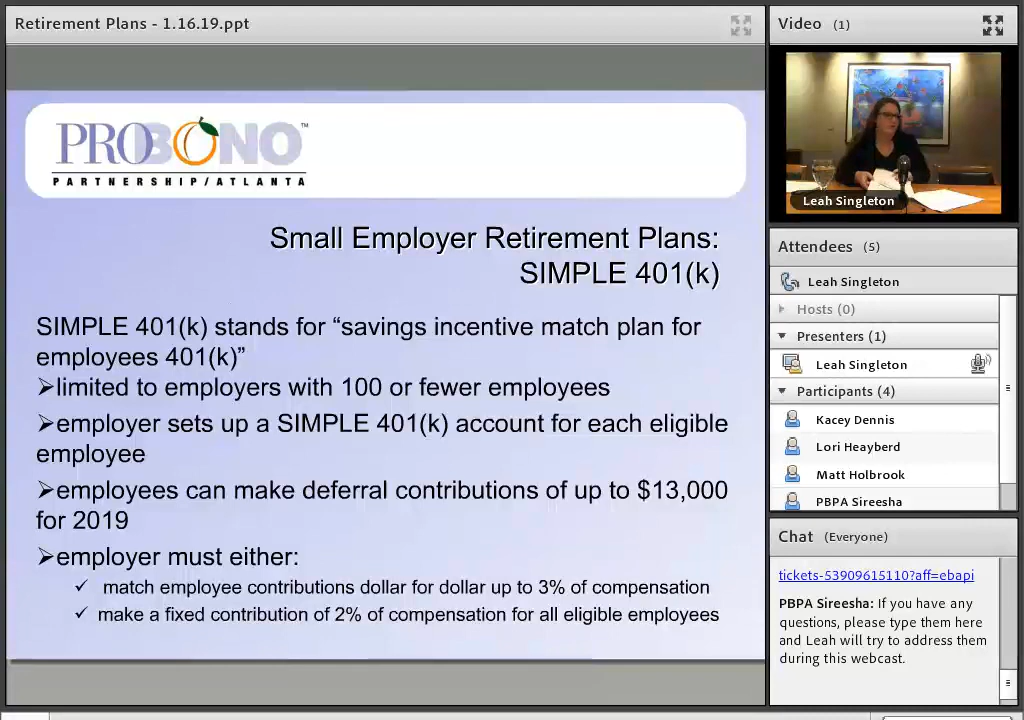 Retirement Plans - 1.16.19.ppt
PROBONO™
PARTNERSHIP/ATLANTA
Small Employer Retirement Plans:
SIMPLE 401(k)
SIMPLE 401(k) stands for “savings incentive match plan for
employees 401(k)”
➢limited to employers with 100 or fewer employees
➢employer sets up a SIMPLE 401(k) account for each eligible
employee
➢employees can make deferral contributions of up to $13,000
for 2019
➢employer must either:
✓ match employee contributions dollar for dollar up to 3% of compensation
✓ make a fixed contribution of 2% of compensation for all eligible employees
Video (1)
Leah Singleton
Attendees (5)
Leah Singleton
Hosts (0)
Presenters (1)
Leah Singleton
Participants (4)
Kacey Dennis
Lori Heayberd
Matt Holbrook
PBPA Sireesha
Chat (Everyone)
tickets-53909615110?aff=ebapi
PBPA Sireesha: If you have any
questions, please type them here
and Leah will try to address them
during this webcast.